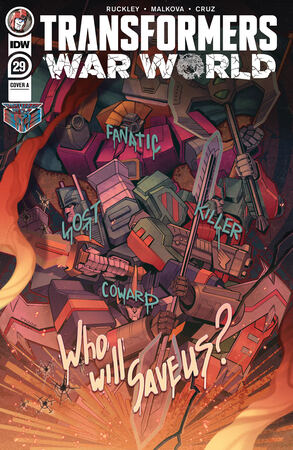 RUCKLEY • MALKOVA • CRUZ
TRANSFORMERS
WAR WORLD
IDW
29
COVER A
FANATIC
LOST
KILLER
COWARD
Who
will
SAVE US?